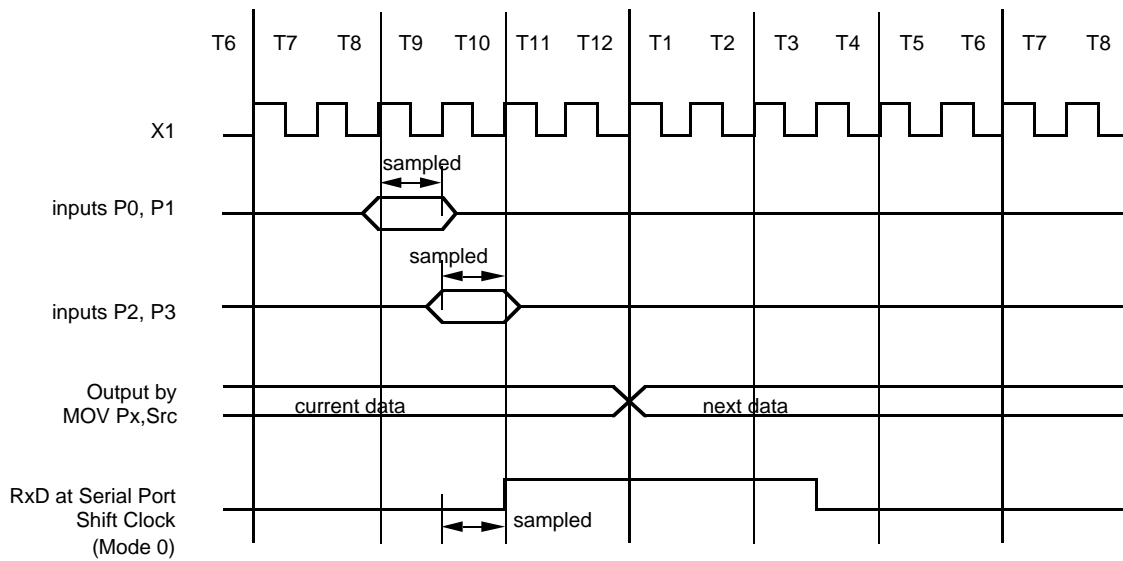 T6 T7 T8 T9 T10 T11 T12 T1 T2 T3 T4 T5 T6 T7 T8
X1
sampled
inputs P0, P1
sampled
inputs P2, P3
Output by
MOV Px,Src
current data
next data
RxD at Serial Port
Shift Clock
(Mode 0)
sampled